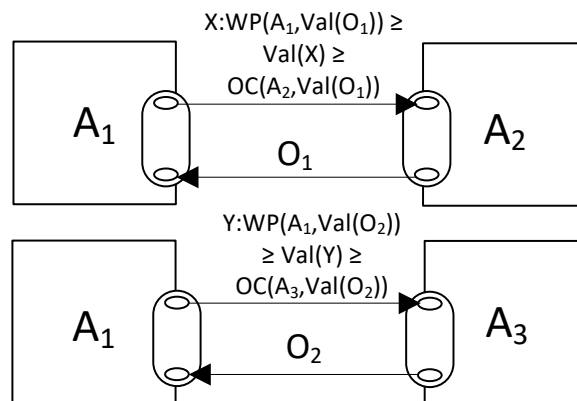 X:WP(A₁,Val(O₁)) ≥
Val(X) ≥
OC(A₂,Val(O₁))
A₁
A₂
O₁
Y:WP(A₁,Val(O₂))
≥ Val(Y) ≥
OC(A₃,Val(O₂))
A₁
A₃
O₂